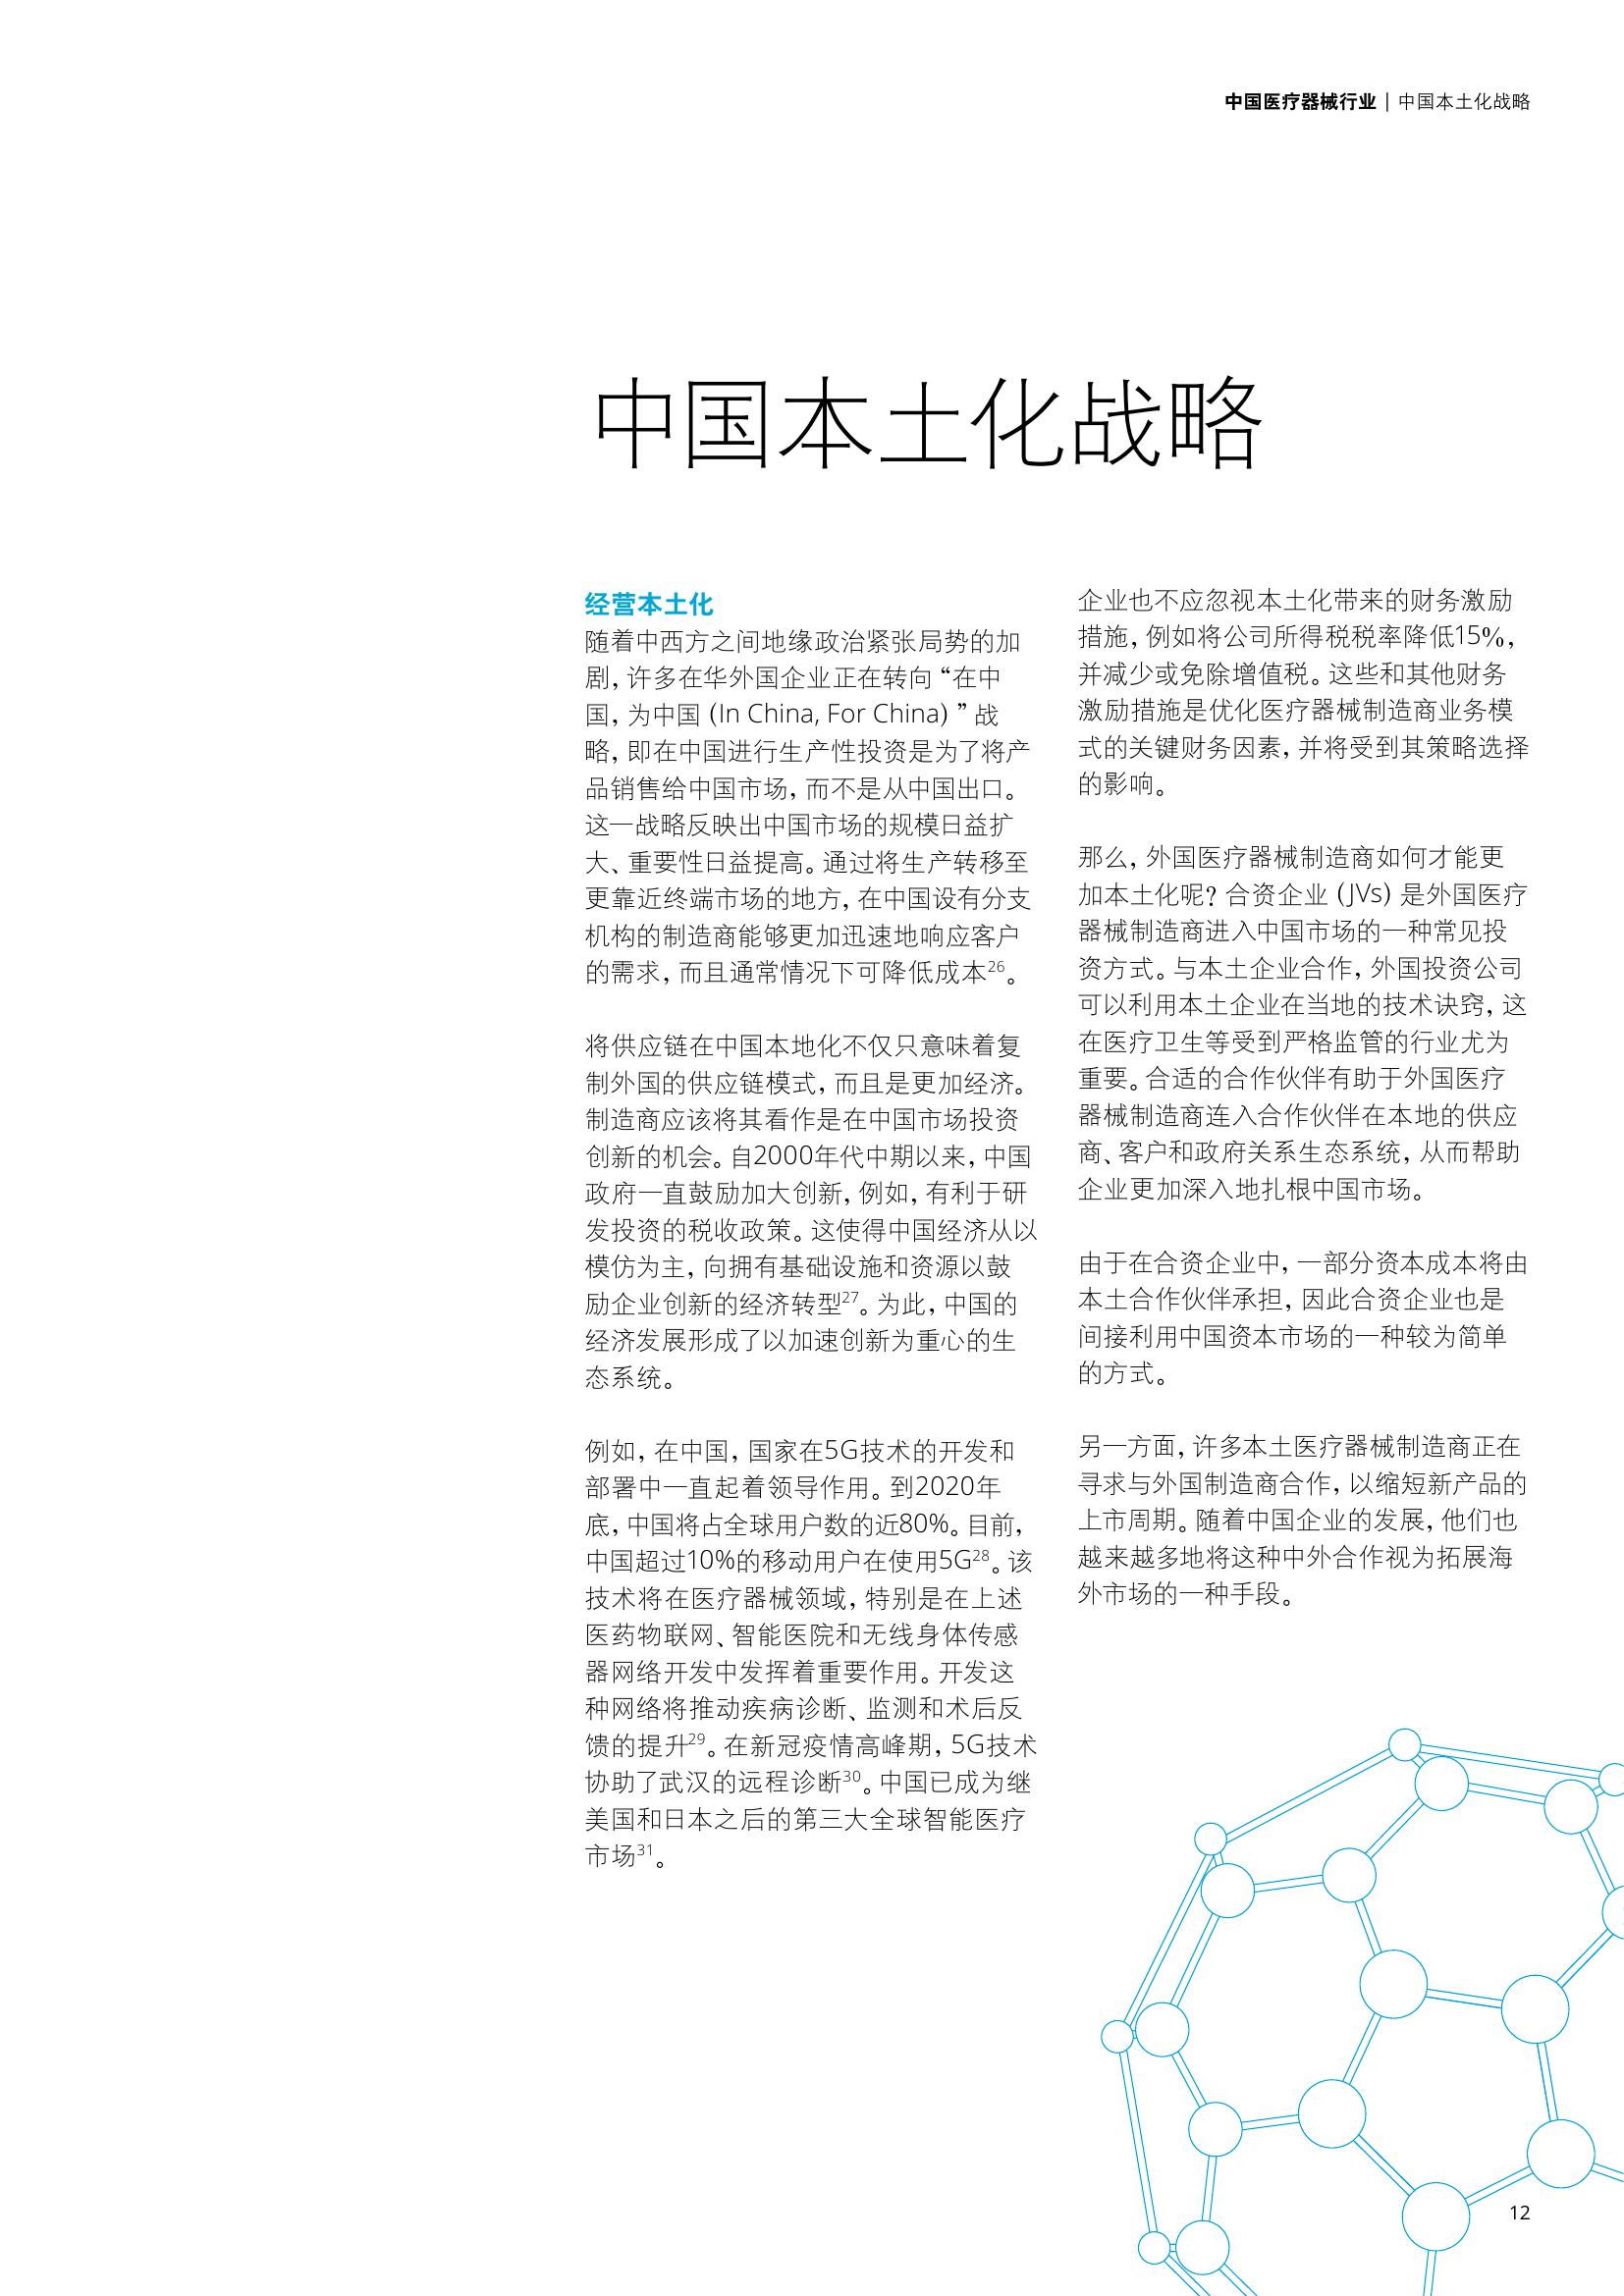 中国医疗器械行业 | 中国本土化战略
中国本土化战略
经营本土化
随着中西方之间地缘政治紧张局势的加
剧，许多在华外国企业正在转向“在中
国，为中国（In China, For China）”战
略，即在中国进行生产性投资是为了将产
品销售给中国市场，而不是从中国出口。
这一战略反映出中国市场的规模日益扩
大、重要性日益提高。通过将生产转移至
更靠近终端市场的地方，在中国设有分支
机构的制造商能够更加迅速地响应客户
的需求，而且通常情况下可降低成本26。
将供应链在中国本地化不仅只意味着复
制外国的供应链模式，而且是更加经济。
制造商应该将其看作是在中国市场投资
创新的机会。自2000年代中期以来，中国
政府一直鼓励加大创新，例如，有利于研
发投资的税收政策。这使得中国经济从以
模仿为主，向拥有基础设施和资源以鼓
励企业创新的经济转型27。为此，中国的
经济发展形成了以加速创新为重心的生
态系统。
例如，在中国，国家在5G技术的开发和
部署中一直起着领导作用。到2020年
底，中国将占全球用户数的近80%。目前，
中国超过10%的移动用户在使用5G28。该
技术将在医疗器械领域，特别是在上述
医药物联网、智能医院和无线身体传感
器网络开发中发挥着重要作用。开发这
种网络将推动疾病诊断、监测和术后反
馈的提升29。在新冠疫情高峰期，5G技术
协助了武汉的远程诊断30。中国已成为继
美国和日本之后的第三大全球智能医疗
市场31。
企业也不应忽视本土化带来的财务激励
措施，例如将公司所得税税率降低15%，
并减少或免除增值税。这些和其他财务
激励措施是优化医疗器械制造商业务模
式的关键财务因素，并将受到其策略选择
的影响。
那么，外国医疗器械制造商如何才能更
加本土化呢？合资企业（JVs）是外国医疗
器械制造商进入中国市场的一种常见投
资方式。与本土企业合作，外国投资公司
可以利用本土企业在当地的技术诀窍，这
在医疗卫生等受到严格监管的行业尤为
重要。合适的合作伙伴有助于外国医疗
器械制造商连入合作伙伴在本地的供应
商、客户和政府关系生态系统，从而帮助
企业更加深入地扎根中国市场。
由于在合资企业中，一部分资本成本将由
本土合作伙伴承担，因此合资企业也是
间接利用中国资本市场的一种较为简单
的方式。
另一方面，许多本土医疗器械制造商正在
寻求与外国制造商合作，以缩短新产品的
上市周期。随着中国企业的发展，他们也
越来越多地将这种中外合作视为拓展海
外市场的一种手段。
12